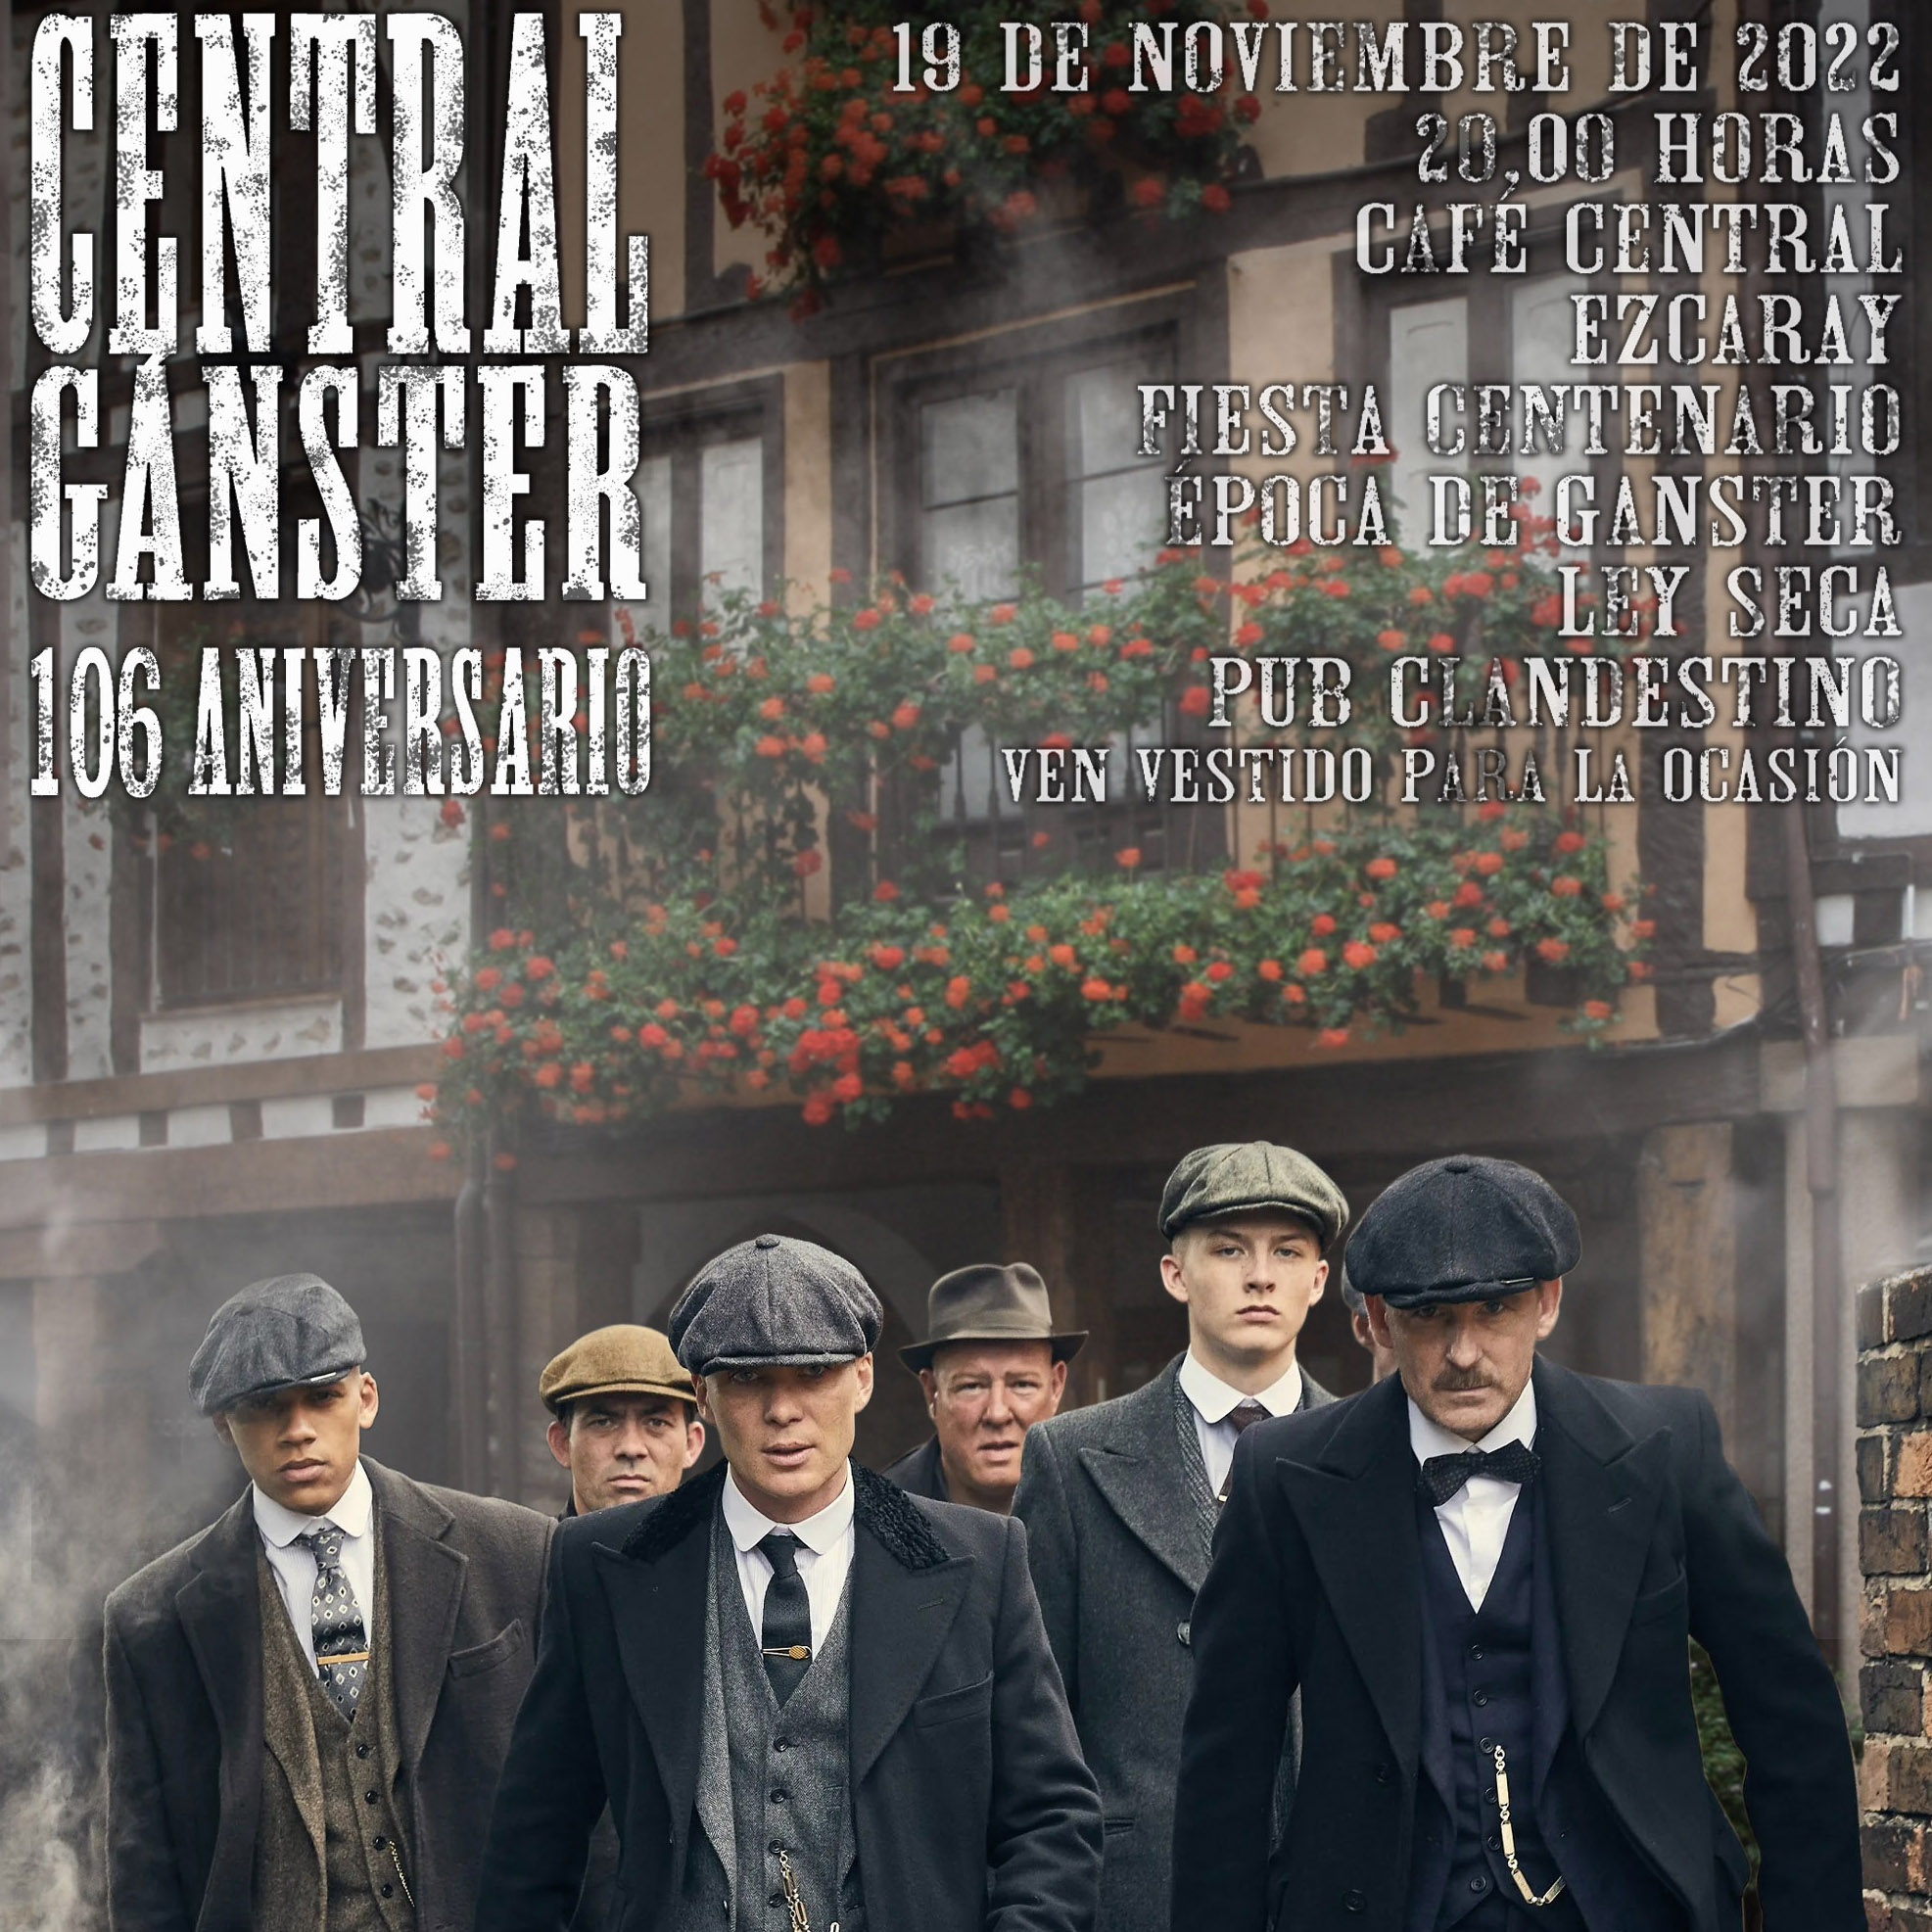 CENTRAL
GÁNSTER
106 ANIVERSARIO
19 DE NOVIEMBRE DE 2022
20,00 HORAS
CAFÉ CENTRAL
EZCARAY
FIESTA CENTENARIO
ÉPOCA DE GANSTER
LEY SECA
PUB CLANDESTINO
VEN VESTIDO PARA LA OCASIÓN